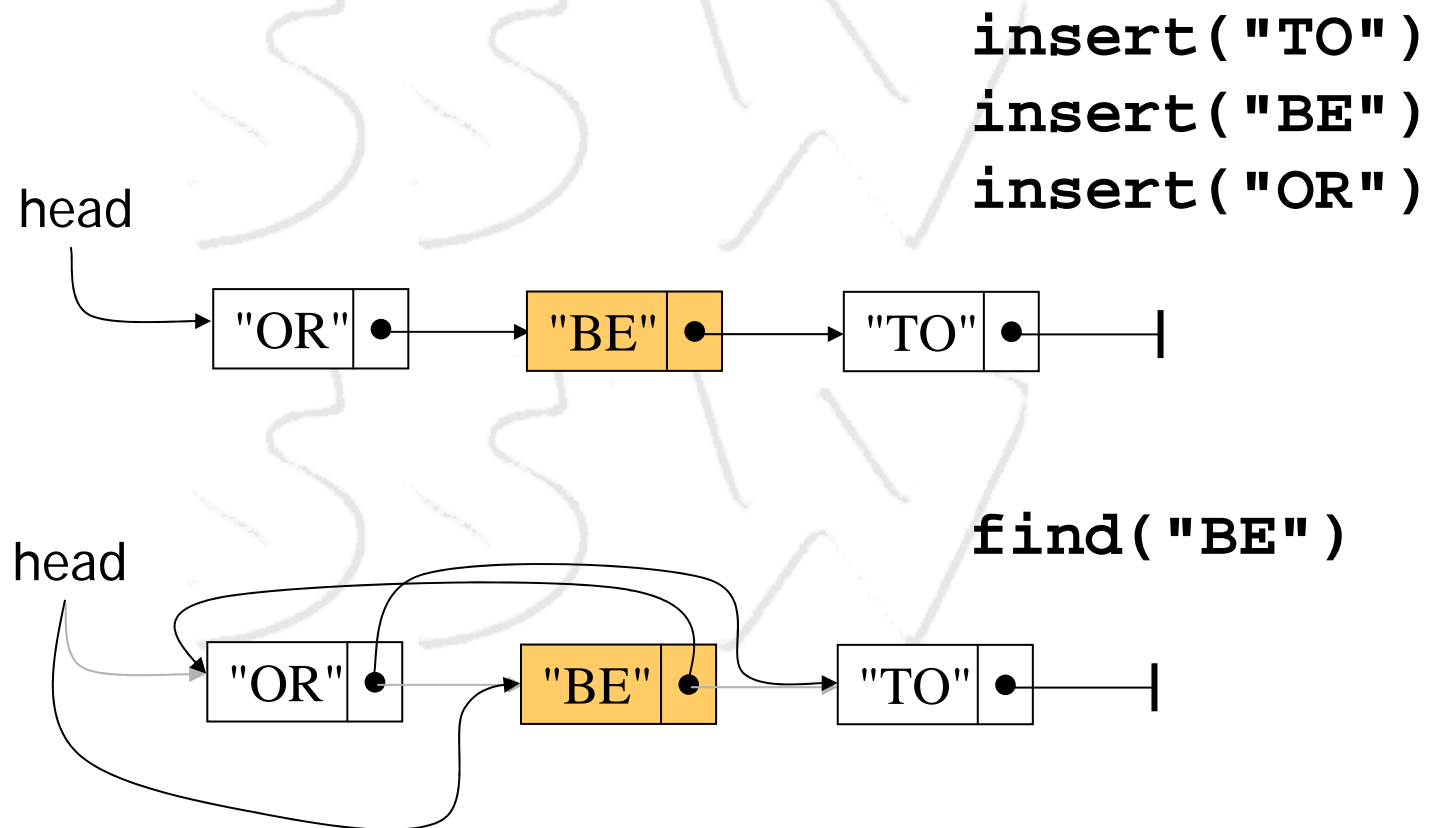 insert("TO")
insert("BE")
insert("OR")
head
"OR" "BE" "TO"
find("BE")
head
"OR" "BE" "TO"